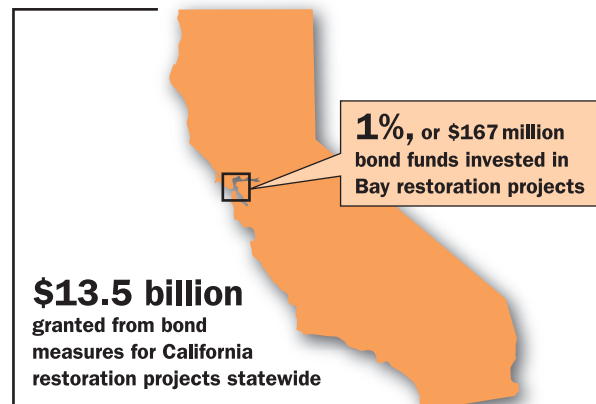 1%, or $167 million
bond funds invested in
Bay restoration projects
$13.5 billion
granted from bond
measures for California
restoration projects statewide